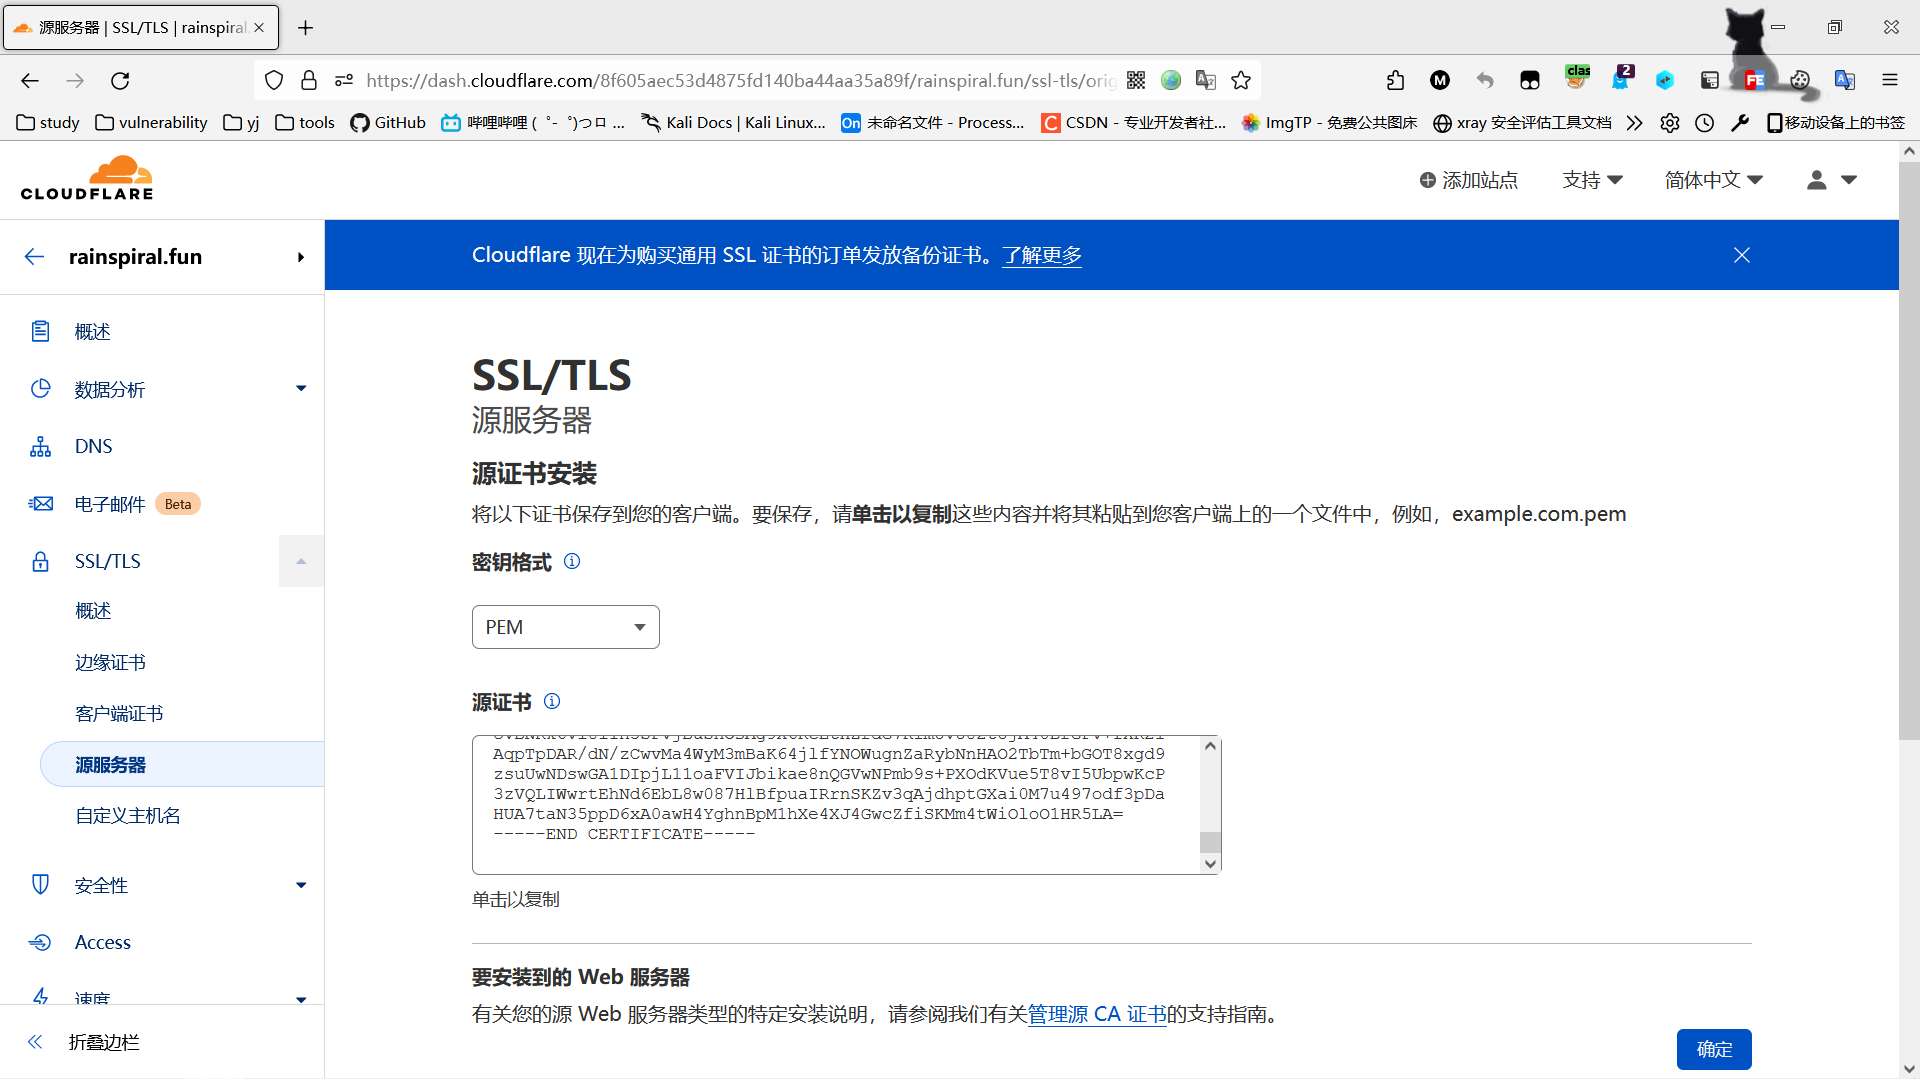 源服务器 | SSL/TLS | rainspiral.
https://dash.cloudflare.com/8f605aec53d4875fd140ba44aa35a89f/rainspiral.fun/ssl-tls/orig
clas
2
FE
study
vulnerability
yj
tools
GitHub
哔哩哔哩 ( ゜- ゜)つロ ...
Kali Docs | Kali Linux...
On 未命名文件 - Process...
CSDN - 专业开发者社...
ImgTP - 免费公共图床
xray 安全评估工具文档
移动设备上的书签
CLOUDFLARE
添加站点
支持
简体中文
rainspiral.fun
Cloudflare 现在为购买通用 SSL 证书的订单发放备份证书。了解更多
概述
数据分析
DNS
电子邮件 Beta
SSL/TLS
概述
边缘证书
客户端证书
源服务器
自定义主机名
安全性
Access
速度
折叠边栏
SSL/TLS
源服务器
源证书安装
将以下证书保存到您的客户端。要保存，请单击以复制这些内容并将其粘贴到您客户端上的一个文件中，例如，example.com.pem
密钥格式
PEM
源证书
AqpTpDAR/dN/zCwvMa4WyM3mBaK64jlfYNOWugnZaRybNnHAO2TbTm+bGOT8xgd9
zsuUwNDswGA1DIpjL11oaFVIJbikae8nQGVwNPmb9s+PXOdKVue5T8vI5UbpwKcP
3zVQLIWwrtEhNd6EbL8w087HlBfpuaIRrnSKZv3qAjdhptGXai0M7u497odf3pDa
HUA7taN35ppD6xA0awH4YghnBpM1hXe4XJ4GwcZfiSKMm4tWiOloO1HR5LA=
-----END CERTIFICATE-----
单击以复制
要安装到的 Web 服务器
有关您的源 Web 服务器类型的特定安装说明，请参阅我们有关管理源 CA 证书的支持指南。
确定